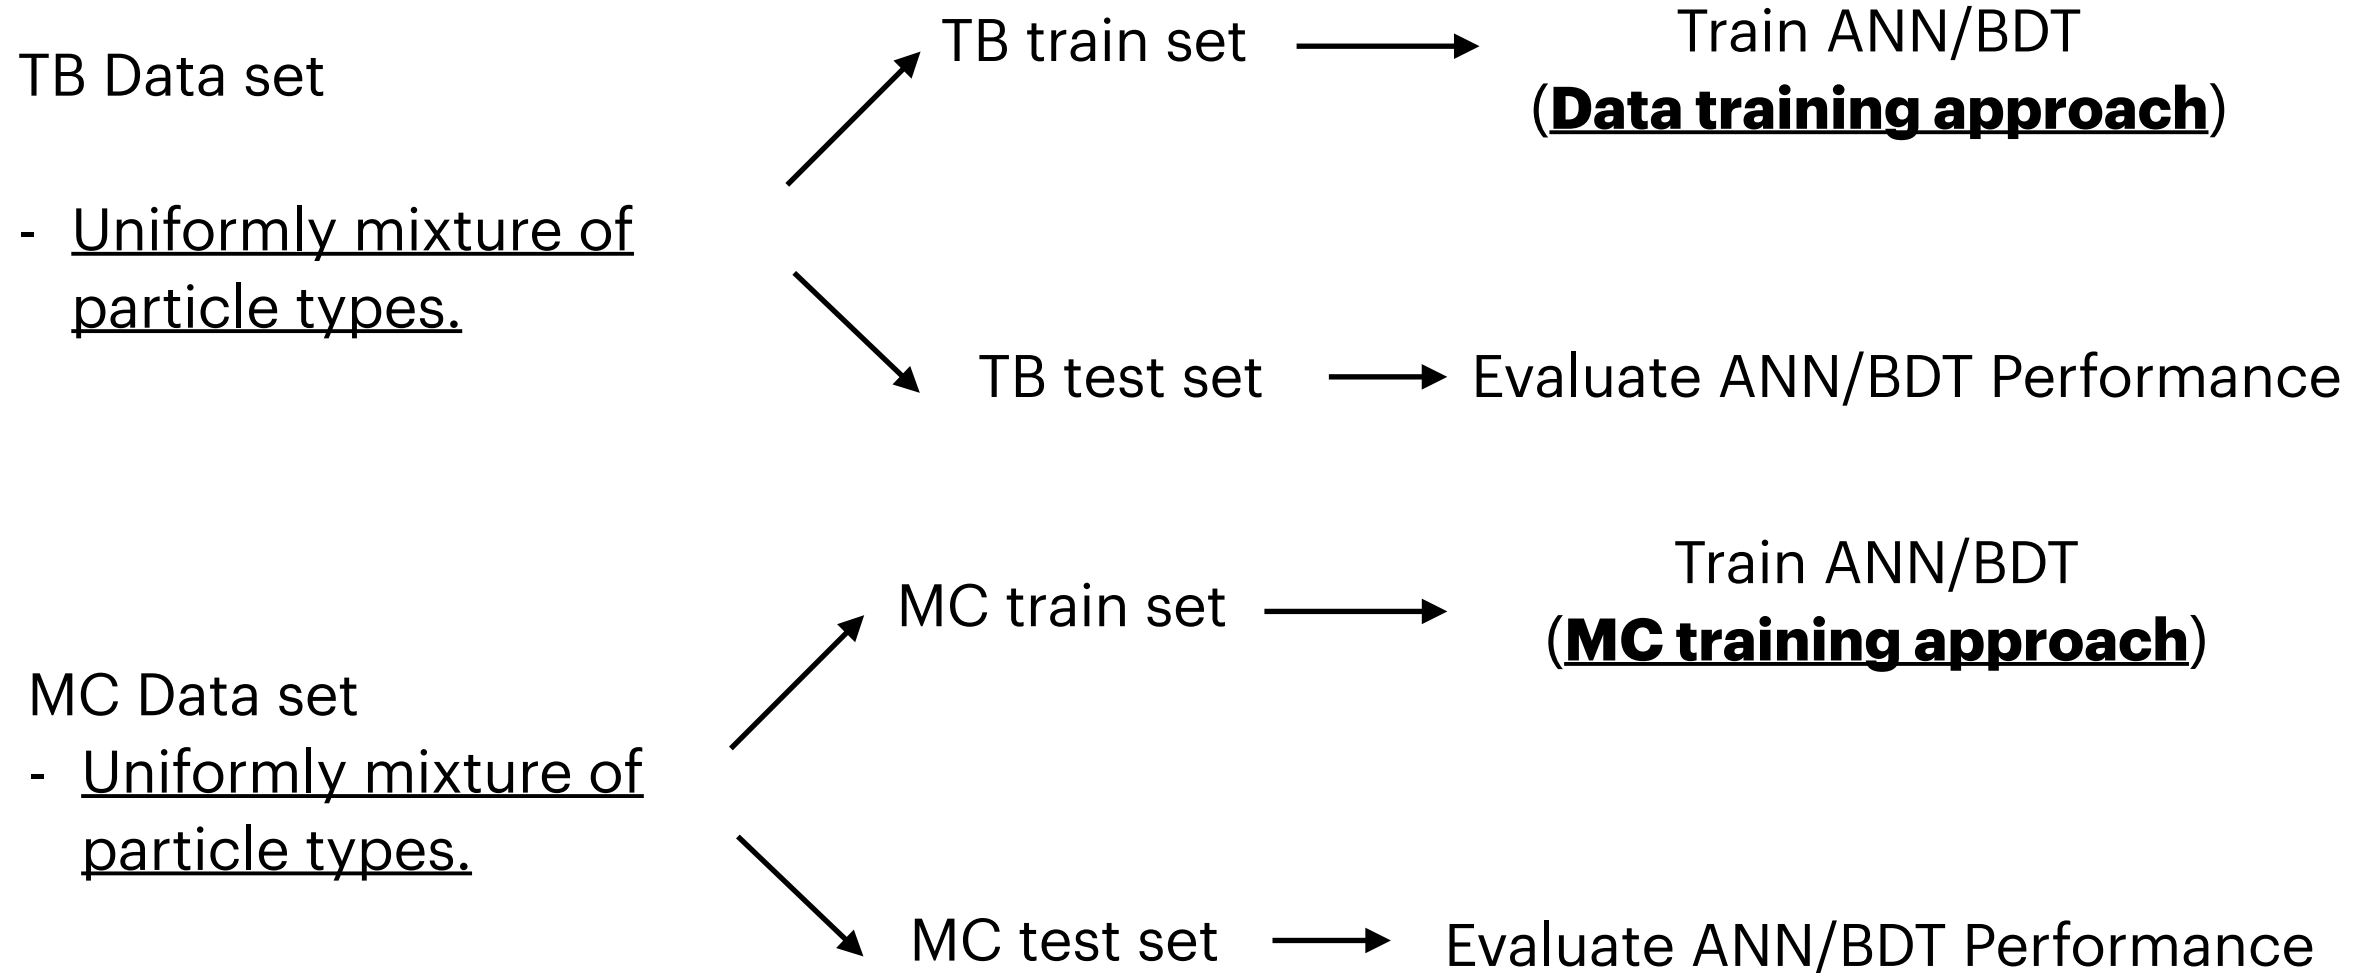 TB Data set
- Uniformly mixture of
particle types.
TB train set
Train ANN/BDT
(Data training approach)
TB test set
Evaluate ANN/BDT Performance
MC Data set
- Uniformly mixture of
particle types.
MC train set
Train ANN/BDT
(MC training approach)
MC test set
Evaluate ANN/BDT Performance